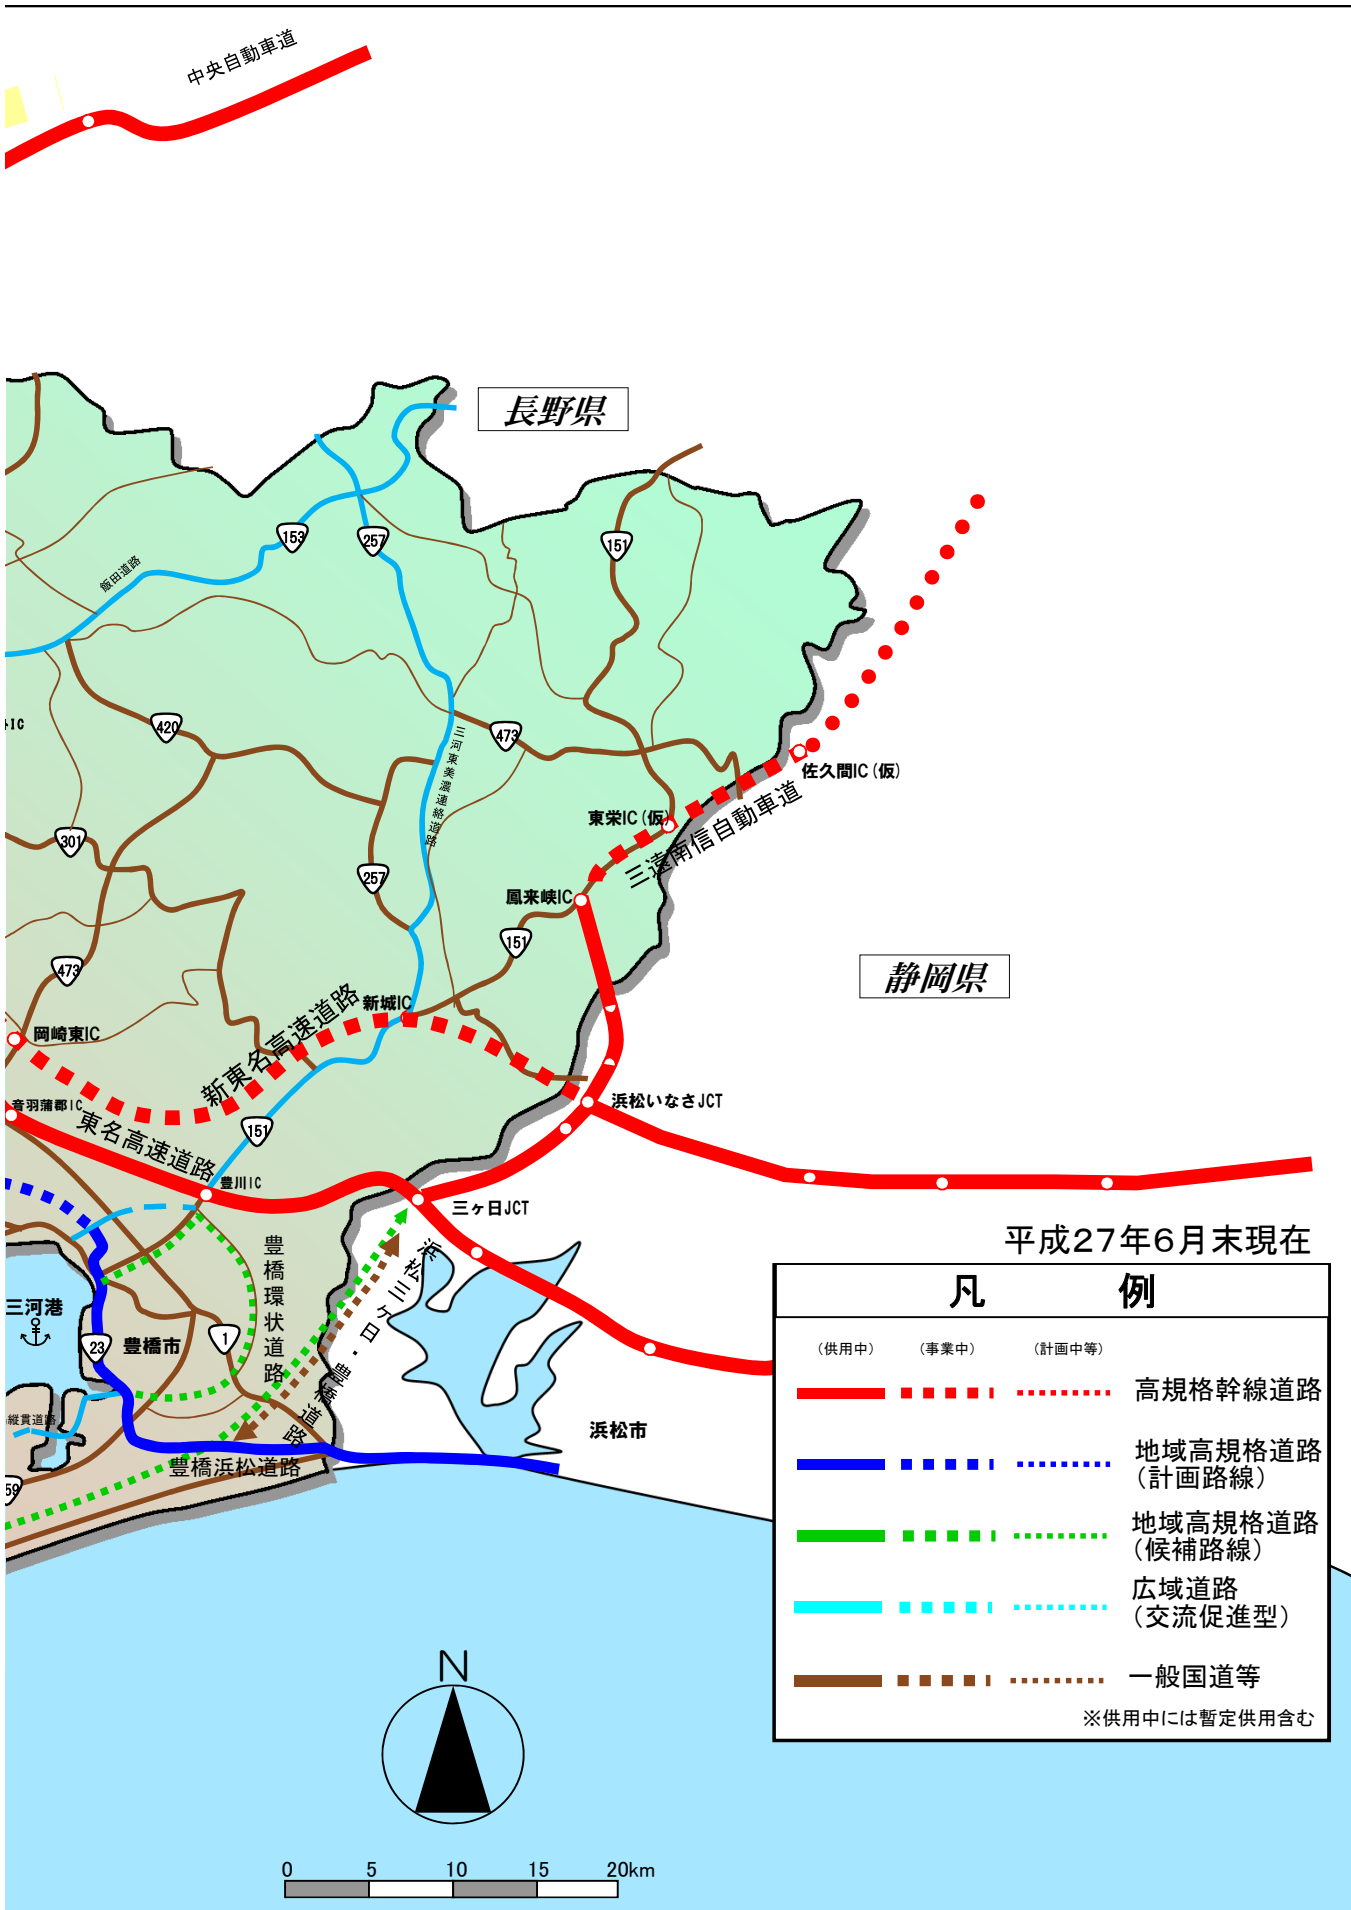 中央自動車道
長野県
153
257
151
飯田道路
IC
420
473
三河東美濃連絡道路
佐久間IC(仮)
301
東栄IC(仮)
三遠南信自動車道
257
鳳来峡IC
151
473
静岡県
新城IC
岡崎東IC
新東名高速道路
音羽蒲郡IC
浜松いなさJCT
151
東名高速道路
豊川IC
三ヶ日JCT
平成27年6月末現在
豊橋環状道路
浜松三ケ日・豊橋道路
三河港
23
豊橋市
1
縦貫道路
浜松市
豊橋浜松道路
59
凡例
(供用中) (事業中) (計画中等)
高規格幹線道路
地域高規格道路
(計画路線)
地域高規格道路
(候補路線)
広域道路
(交流促進型)
一般国道等
※供用中には暫定供用含む
N
0 5 10 15 20km